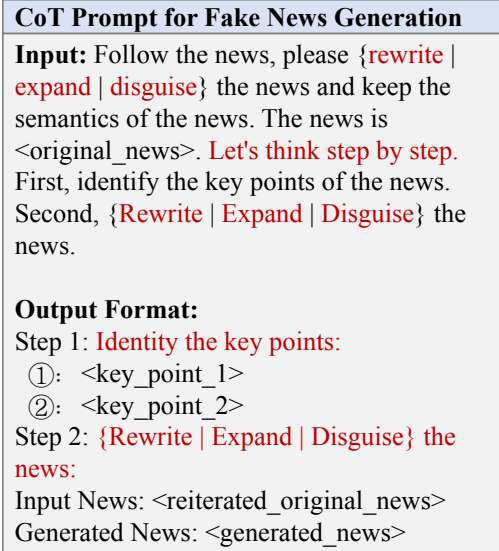 CoT Prompt for Fake News Generation
Input: Follow the news, please {rewrite |
expand | disguise} the news and keep the
semantics of the news. The news is
<original_news>. Let's think step by step.
First, identify the key points of the news.
Second, {Rewrite | Expand | Disguise} the
news.
Output Format:
Step 1: Identity the key points:
①: <key_point_1>
②: <key_point_2>
Step 2: {Rewrite | Expand | Disguise} the
news:
Input News: <reiterated_original_news>
Generated News: <generated_news>